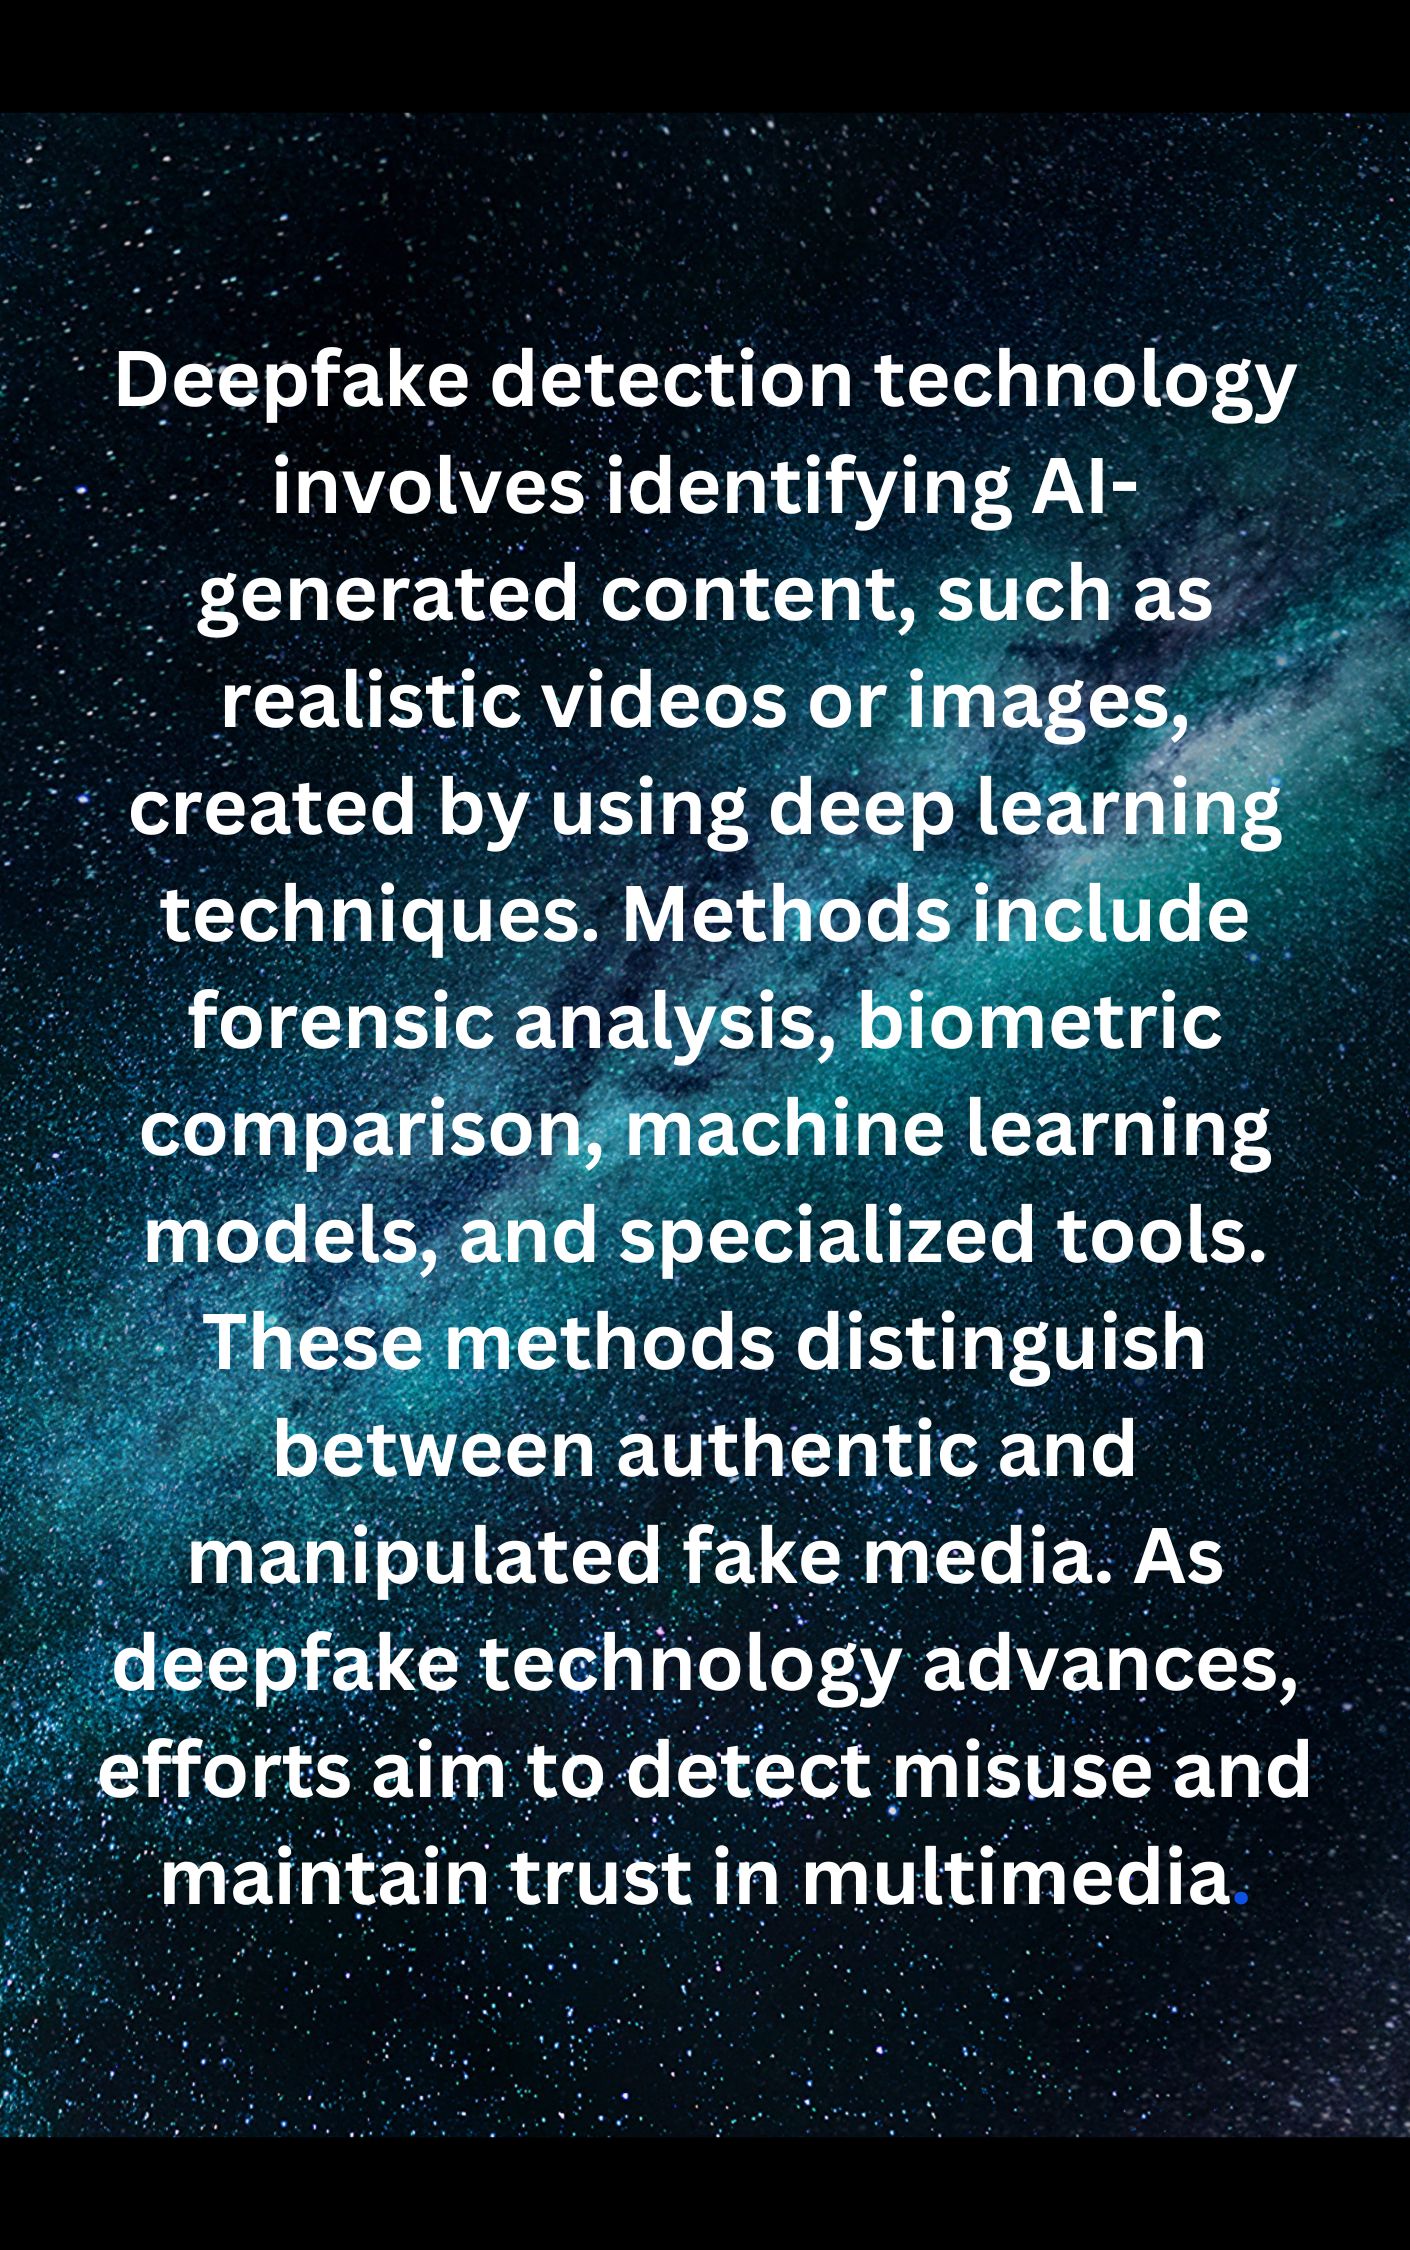 Deepfake detection technology
involves identifying AI-
generated content, such as
realistic videos or images,
created by using deep learning
techniques. Methods include
forensic analysis, biometric
comparison, machine learning
models, and specialized tools.
These methods distinguish
between authentic and
manipulated fake media. As
deepfake technology advances,
efforts aim to detect misuse and
maintain trust in multimedia.